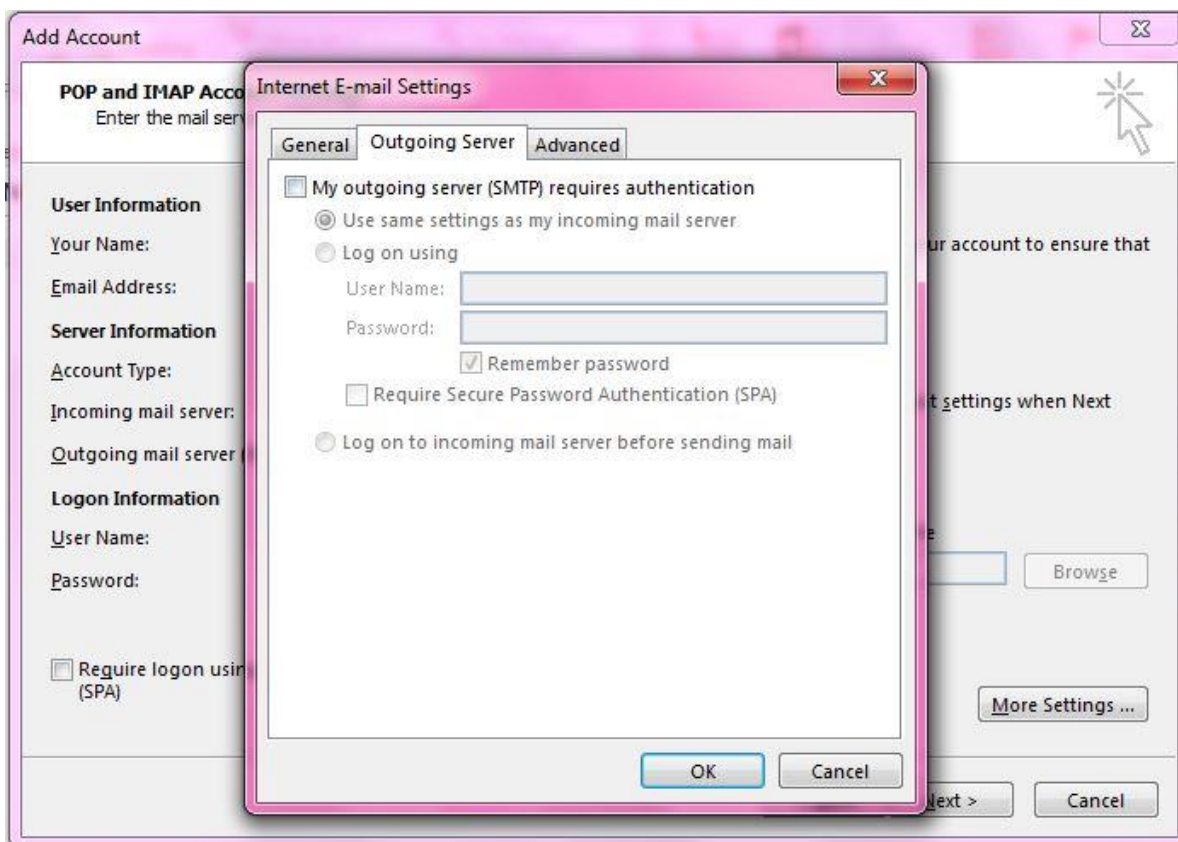 Add Account
POP and IMAP Acco
Enter the mail serv
Internet E-mail Settings
General Outgoing Server Advanced
My outgoing server (SMTP) requires authentication
Use same settings as my incoming mail server
Log on using
User Name:
Password:
Remember password
Require Secure Password Authentication (SPA)
Log on to incoming mail server before sending mail
OK Cancel
User Information
Your Name:
Email Address:
Server Information
Account Type:
Incoming mail server:
Outgoing mail server
Logon Information
User Name:
Password:
Require logon usin
(SPA)
ur account to ensure that
t settings when Next
e
Browse
More Settings ...
Next > Cancel